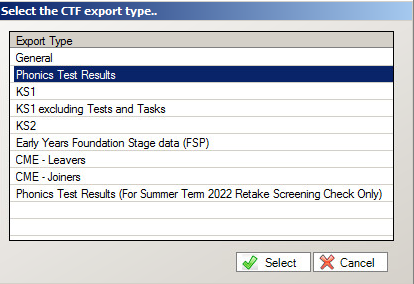 Select the CTF export type..
Export Type
General
Phonics Test Results
KS1
KS1 excluding Tests and Tasks
KS2
Early Years Foundation Stage data (FSP)
CME - Leavers
CME - Joiners
Phonics Test Results (For Summer Term 2022 Retake Screening Check Only)
Select
Cancel